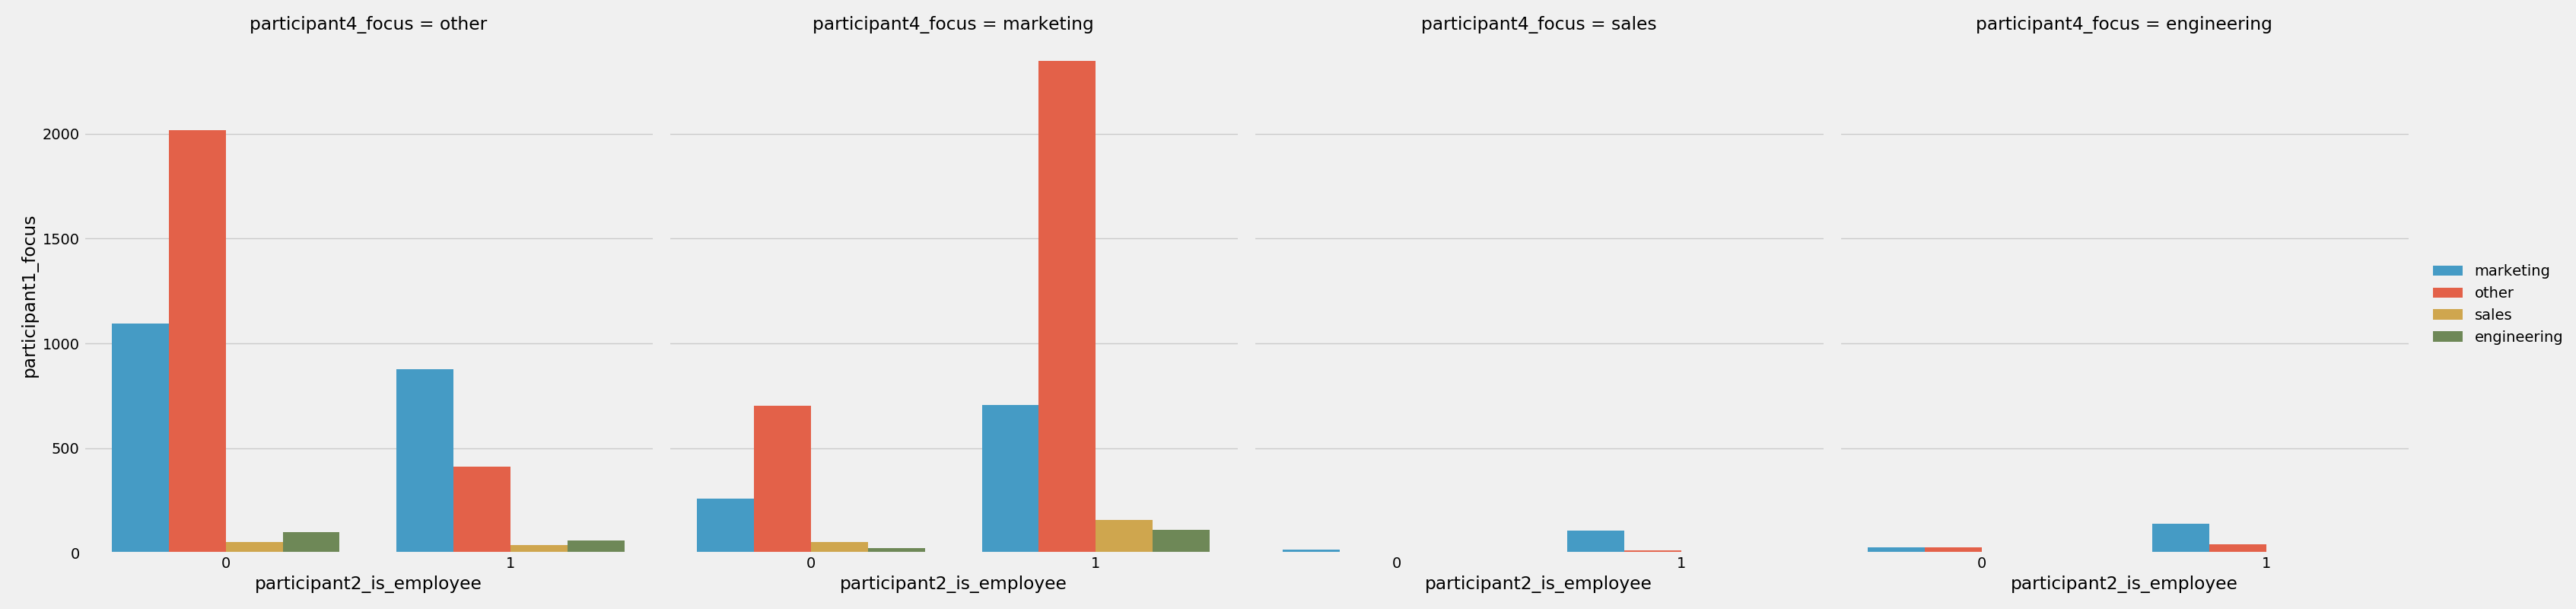 participant4_focus = other
participant4_focus = marketing
participant4_focus = sales
participant4_focus = engineering
participant1_focus
2000
1500
1000
500
0
0 1
0 1
0 1
0 1
participant2_is_employee
participant2_is_employee
participant2_is_employee
participant2_is_employee
marketing
other
sales
engineering